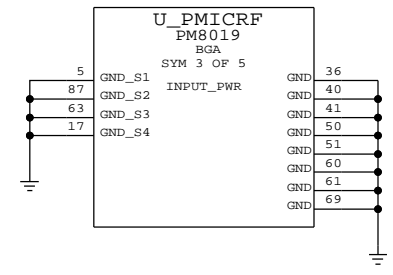 U_PMICRF
PM8019
BGA
SYM 3 OF 5
INPUT_PWR
5 GND_S1
87 GND_S2
63 GND_S3
17 GND_S4
GND 36
GND 40
GND 41
GND 50
GND 51
GND 60
GND 61
GND 69